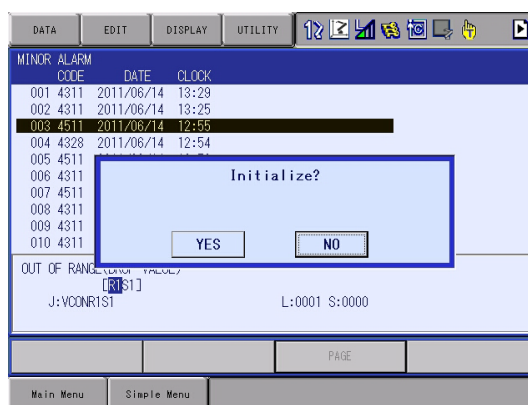 DATA EDIT DISPLAY UTILITY
MINOR ALARM
CODE DATE CLOCK
001 4311 2011/06/14 13:29
002 4311 2011/06/14 13:25
003 4511 2011/06/14 12:55
004 4328 2011/06/14 12:54
005 4511
006 4311
007 4511
008 4311
009 4311
010 4311
Initialize?
YES NO
OUT OF RANGE(DROP VALUE)
[R1S1]
J:VCONR1S1 L:0001 S:0000
PAGE
Main Menu Simple Menu